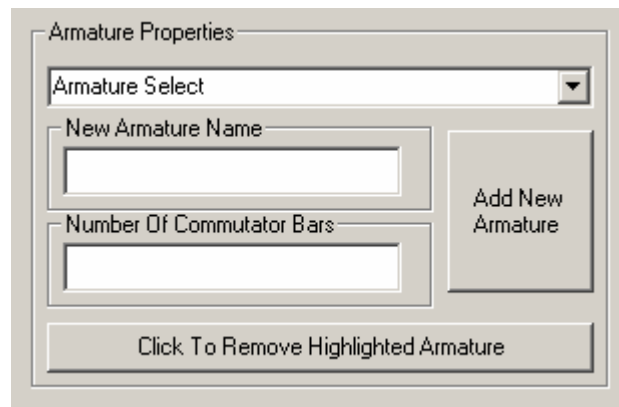 Armature Properties
Armature Select
New Armature Name
Add New
Armature
Number Of Commutator Bars
Click To Remove Highlighted Armature